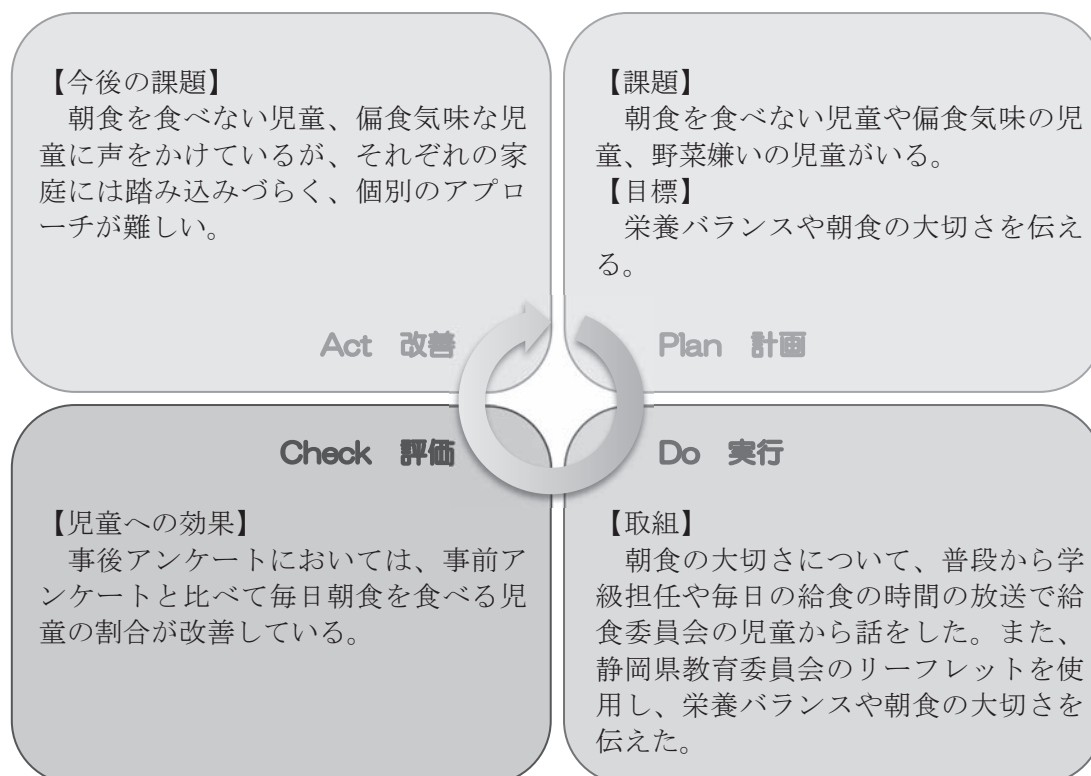 【今後の課題】
　朝食を食べない児童、偏食気味な児
童に声をかけているが、それぞれの家
庭には踏み込みづらく、個別のアプロ
ーチが難しい。
Act　改善
【課題】
　朝食を食べない児童や偏食気味の児
童、野菜嫌いの児童がいる。
【目標】
　栄養バランスや朝食の大切さを伝え
る。
Plan　計画
Check　評価
【児童への効果】
　事後アンケートにおいては、事前ア
ンケートと比べて毎日朝食を食べる児
童の割合が改善している。
Do　実行
【取組】
　朝食の大切さについて、普段から学
級担任や毎日の給食の時間の放送で給
食委員会の児童から話をした。また、
静岡県教育委員会のリーフレットを使
用し、栄養バランスや朝食の大切さを
伝えた。